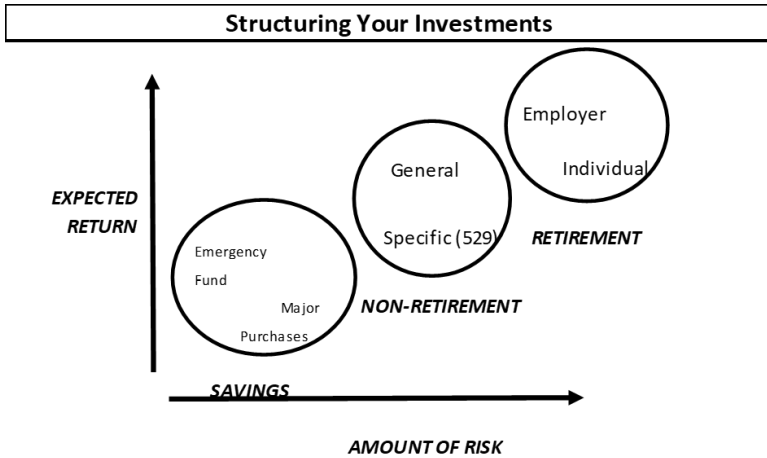 Structuring Your Investments
Employer
Individual
General
Specific (529)
EXPECTED
RETURN
RETIREMENT
Emergency
Fund
Major
Purchases
NON-RETIREMENT
SAVINGS
AMOUNT OF RISK